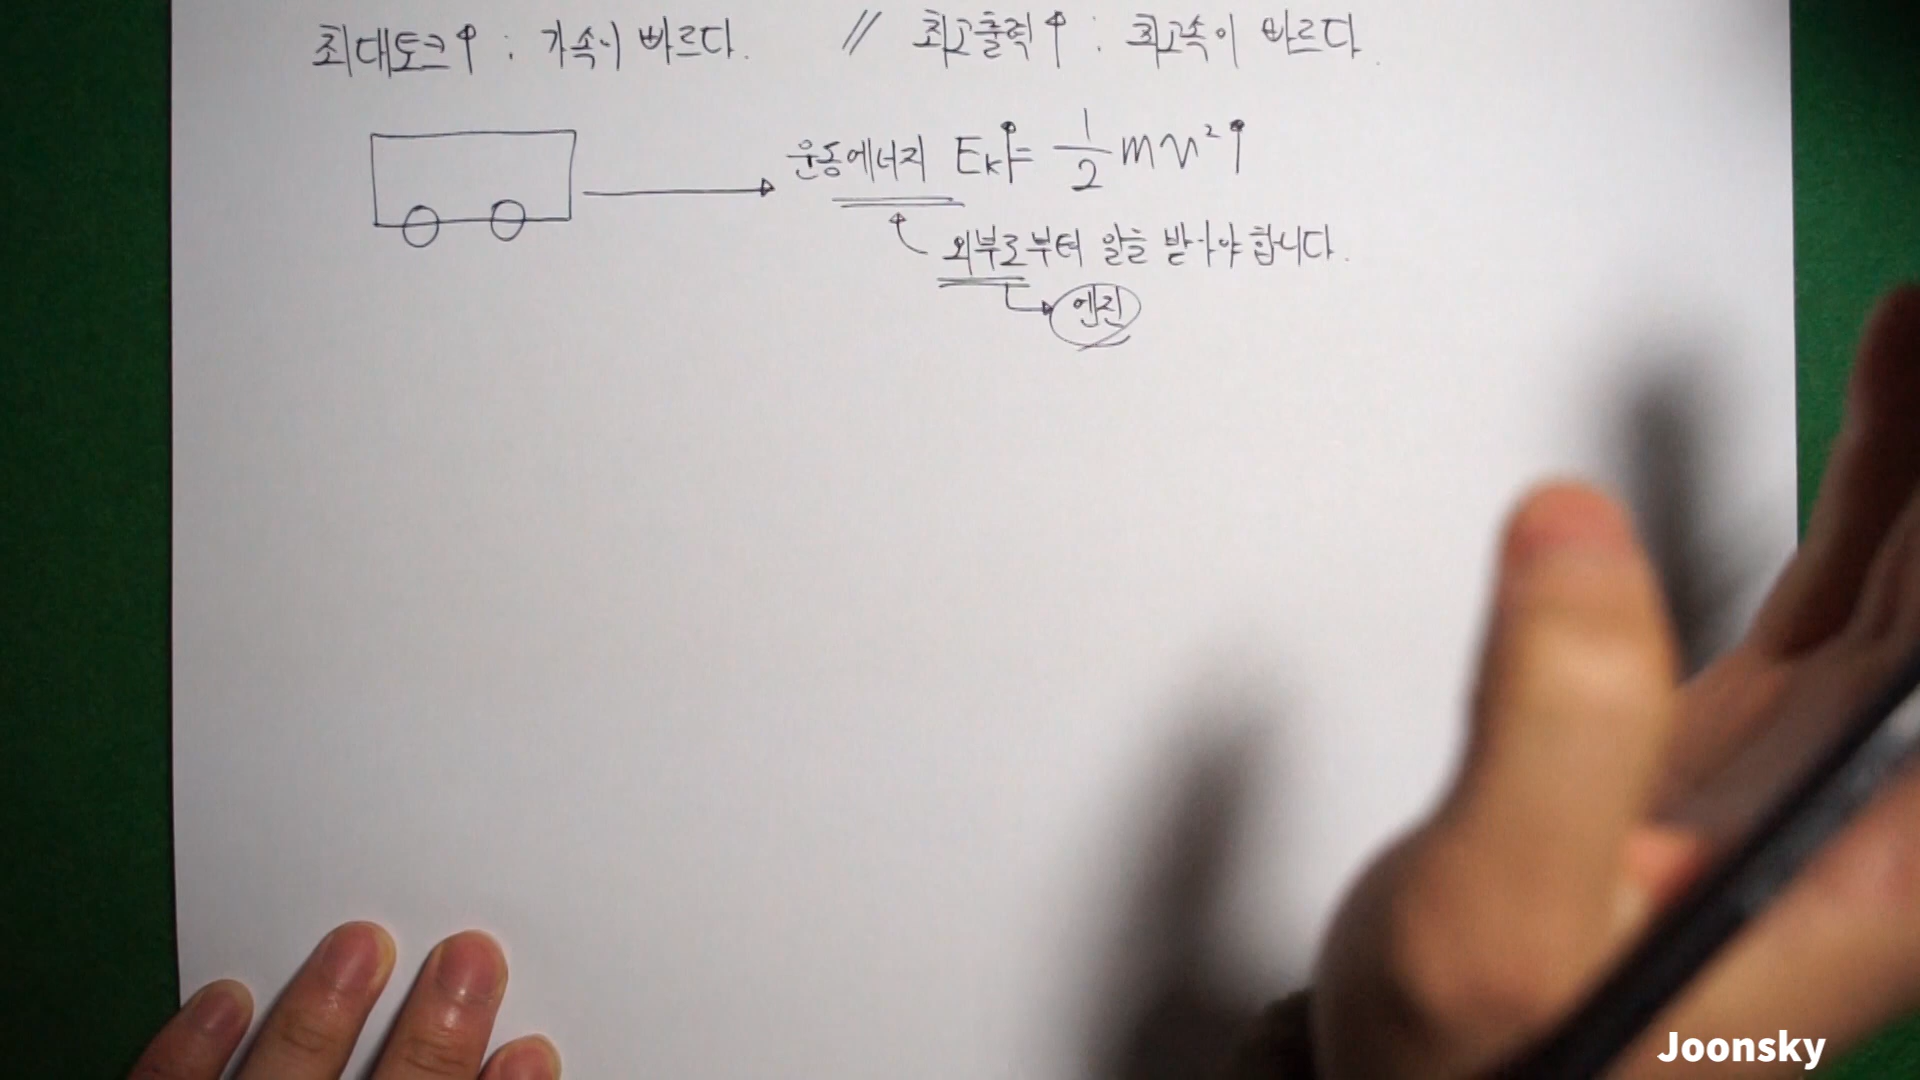 최대토크↑ : 가속이 빠르다. // 최고출력↑ : 최고속이 빠르다.
운동에너지 Ek↑= 1/2 mv²↑
외부로부터 일을 받아야 합니다.
엔진
Joonsky